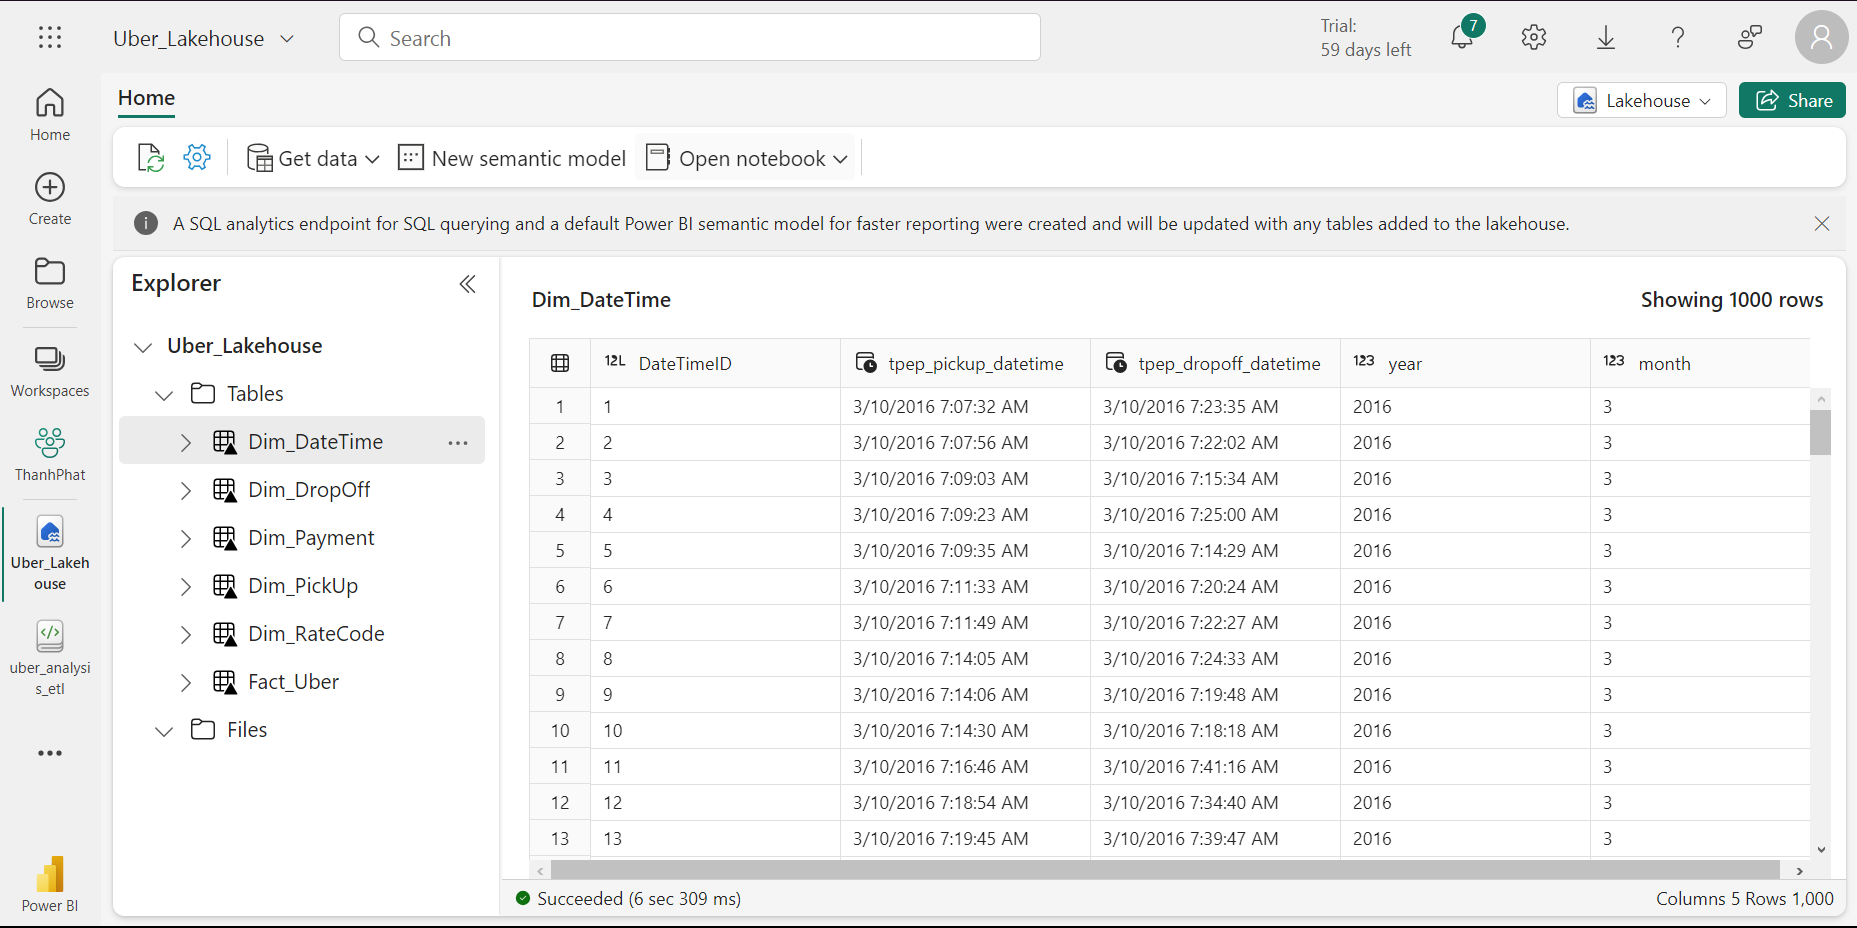 Uber_Lakehouse
Search
Trial:
59 days left
7
Home
Create
Browse
Workspaces
ThanhPhat
Uber_Lakeh
ouse
uber_analysi
s_etl
Power BI
Home
Lakehouse
Share
Get data
New semantic model
Open notebook
A SQL analytics endpoint for SQL querying and a default Power BI semantic model for faster reporting were created and will be updated with any tables added to the lakehouse.
Explorer
Uber_Lakehouse
Tables
Dim_DateTime
Dim_DropOff
Dim_Payment
Dim_PickUp
Dim_RateCode
Fact_Uber
Files
Dim_DateTime Showing 1000 rows
12L DateTimeID tpep_pickup_datetime tpep_dropoff_datetime 123 year 123 month
1 1 3/10/2016 7:07:32 AM 3/10/2016 7:23:35 AM 2016 3
2 2 3/10/2016 7:07:56 AM 3/10/2016 7:22:02 AM 2016 3
3 3 3/10/2016 7:09:03 AM 3/10/2016 7:15:34 AM 2016 3
4 4 3/10/2016 7:09:23 AM 3/10/2016 7:25:00 AM 2016 3
5 5 3/10/2016 7:09:35 AM 3/10/2016 7:14:29 AM 2016 3
6 6 3/10/2016 7:11:33 AM 3/10/2016 7:20:24 AM 2016 3
7 7 3/10/2016 7:11:49 AM 3/10/2016 7:22:27 AM 2016 3
8 8 3/10/2016 7:14:05 AM 3/10/2016 7:24:33 AM 2016 3
9 9 3/10/2016 7:14:06 AM 3/10/2016 7:19:48 AM 2016 3
10 10 3/10/2016 7:14:30 AM 3/10/2016 7:18:18 AM 2016 3
11 11 3/10/2016 7:16:46 AM 3/10/2016 7:41:16 AM 2016 3
12 12 3/10/2016 7:18:54 AM 3/10/2016 7:34:40 AM 2016 3
13 13 3/10/2016 7:19:45 AM 3/10/2016 7:39:47 AM 2016 3
Succeeded (6 sec 309 ms) Columns 5 Rows 1,000